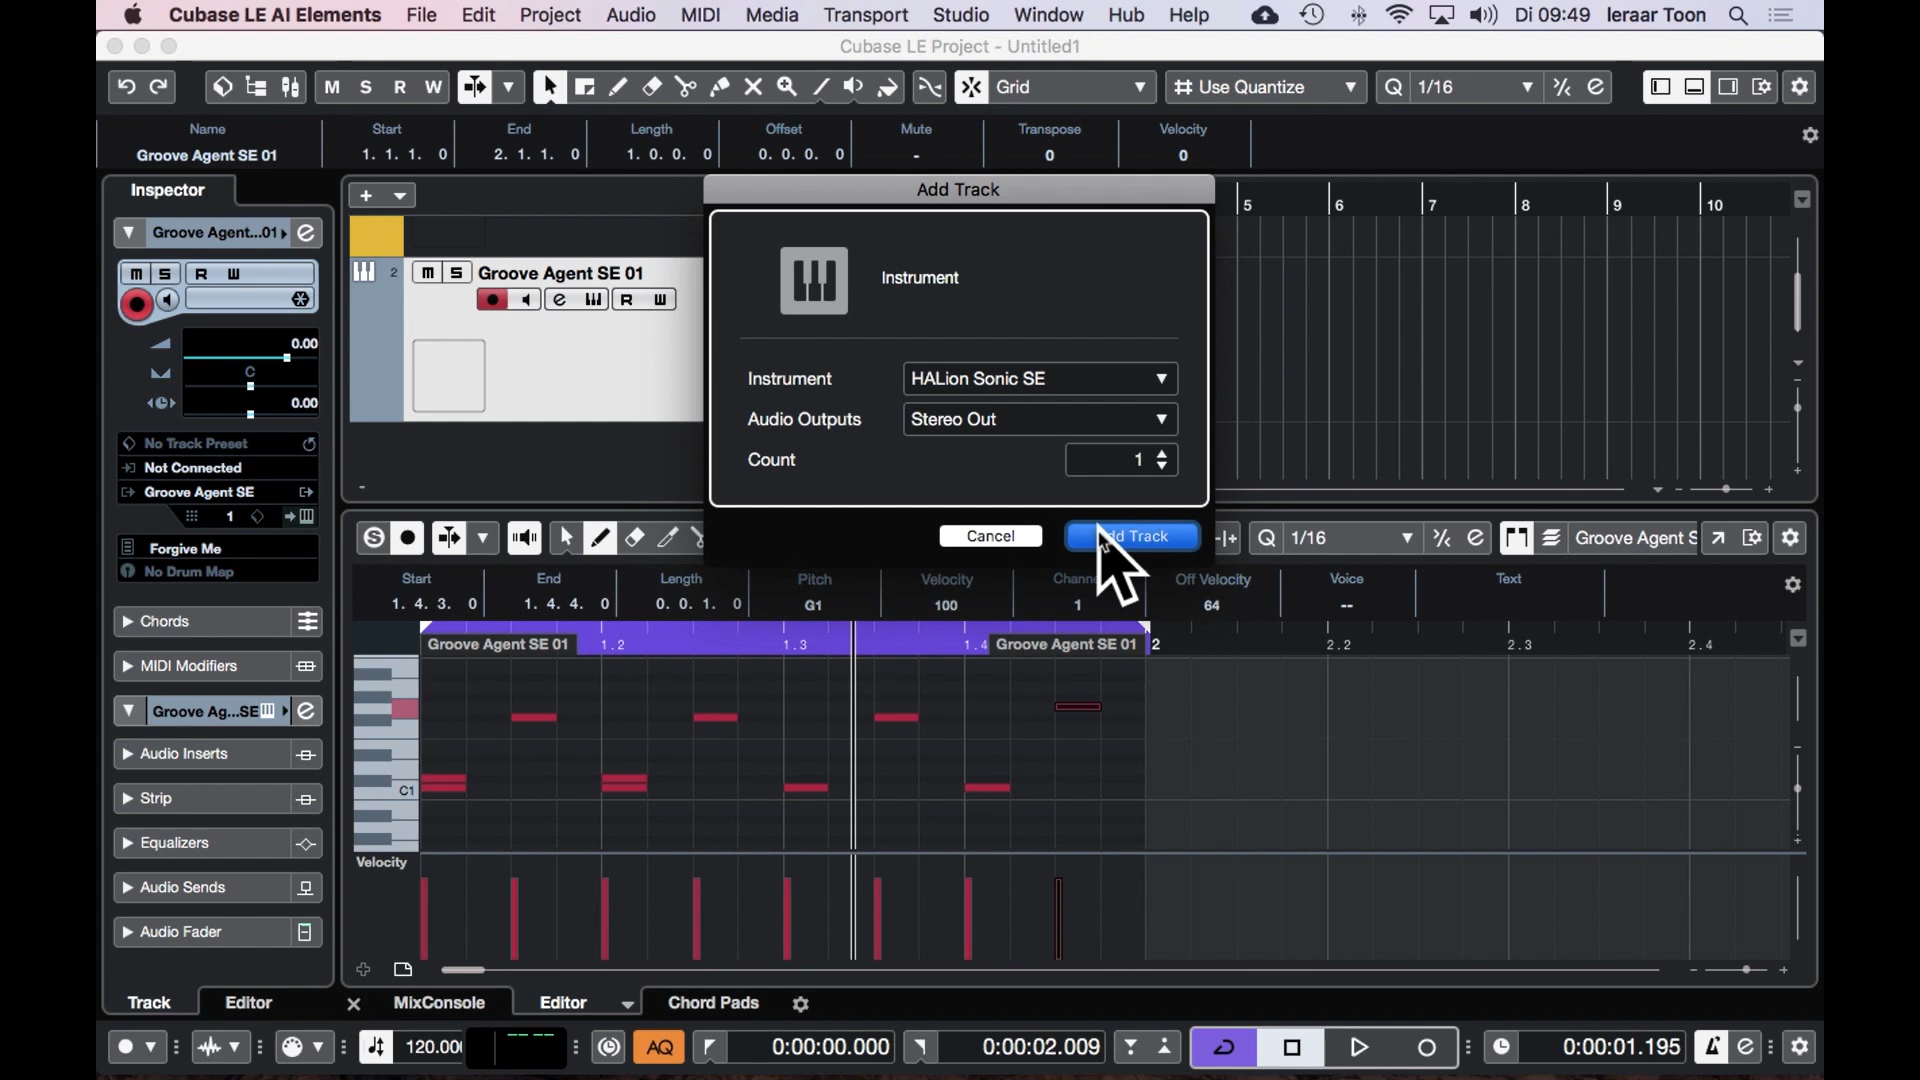 Cubase LE AI Elements File Edit Project Audio MIDI Media Transport Studio Window Hub Help Di 09:49 leraar Toon
Cubase LE Project - Untitled1
M S R W Grid Use Quantize Q 1/16
Name Start End Length Offset Mute Transpose Velocity
Groove Agent SE 01 1. 1. 1. 0 2. 1. 1. 0 1. 0. 0. 0 0. 0. 0. 0 - 0 0
Inspector
+
Add Track
5 6 7 8 9 10
Groove Agent...01
m S R W
2 m S Groove Agent SE 01
R W
Instrument
0.00
C
0.00
Instrument HALion Sonic SE
Audio Outputs Stereo Out
Count 1
No Track Preset
Not Connected
Groove Agent SE
1
Forgive Me
No Drum Map
Cancel
Track
S Q 1/16 Groove Agent S
Start End Length Pitch Velocity Off Velocity Voice Text
1. 4. 3. 0 1. 4. 4. 0 0. 0. 1. 0 G1 100 1 64 --
Groove Agent SE 01 1.2 1.3 1.4 Groove Agent SE 01 2 2.2 2.3 2.4
Chords
MIDI Modifiers
Groove Ag...SE
Audio Inserts
Strip
Equalizers
Audio Sends
Audio Fader
C1
Velocity
Track Editor MixConsole Editor Chord Pads
120.00 AQ 0:00:00.000 0:00:02.009 0:00:01.195